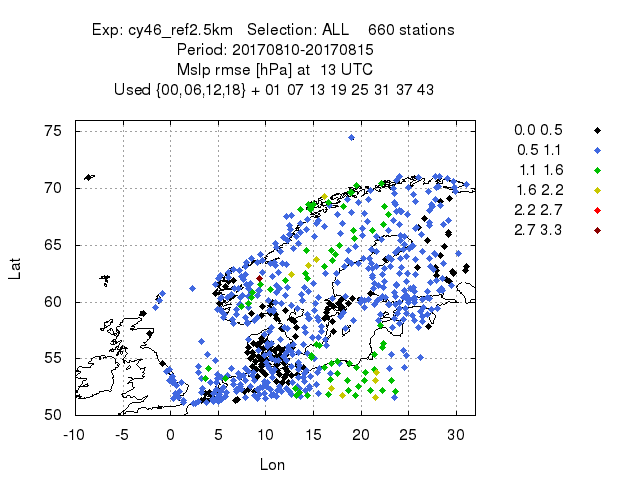 Exp: cy46_ref2.5km Selection: ALL 660 stations
Period: 20170810-20170815
Mslp rmse [hPa] at 13 UTC
Used {00,06,12,18} + 01 07 13 19 25 31 37 43
0.0 0.5
0.5 1.1
1.1 1.6
1.6 2.2
2.2 2.7
2.7 3.3
75
70
65
60
55
50
Lat
-10 -5 0 5 10 15 20 25 30
Lon